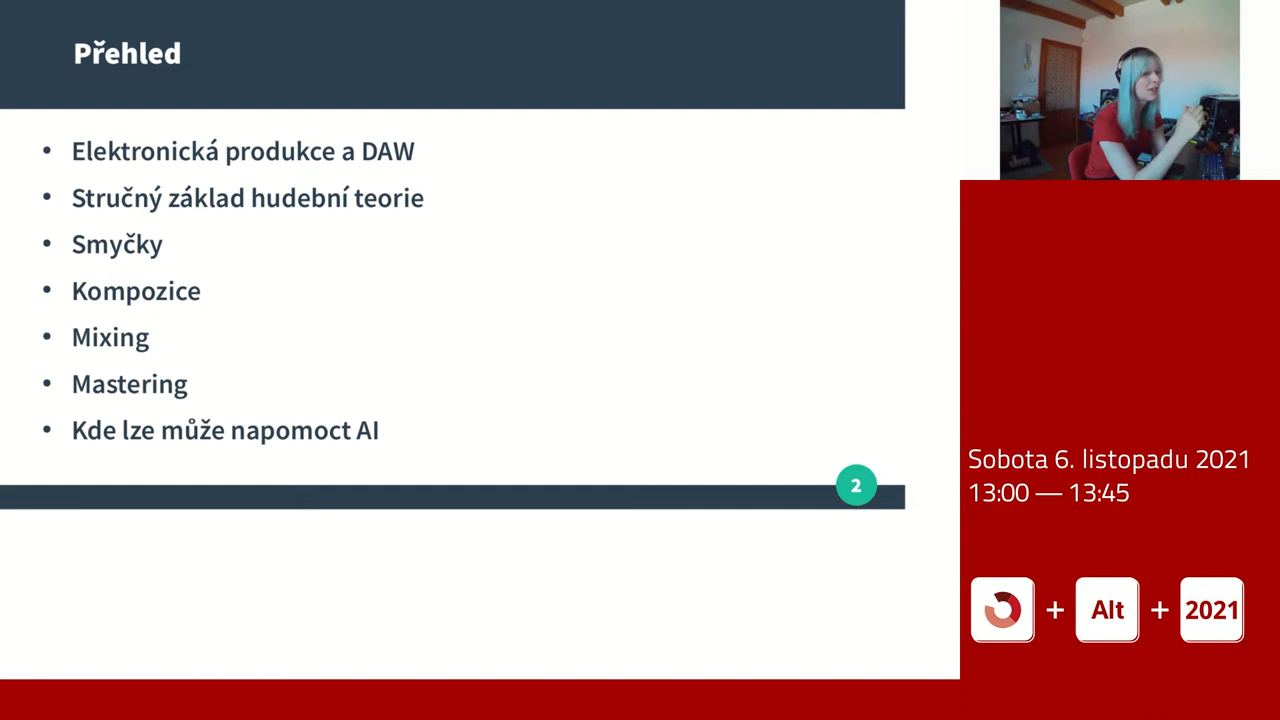 Přehled
• Elektronická produkce a DAW
• Stručný základ hudební teorie
• Smyčky
• Kompozice
• Mixing
• Mastering
• Kde lze může napomoct AI
2
Sobota 6. listopadu 2021
13:00 — 13:45
+ Alt + 2021